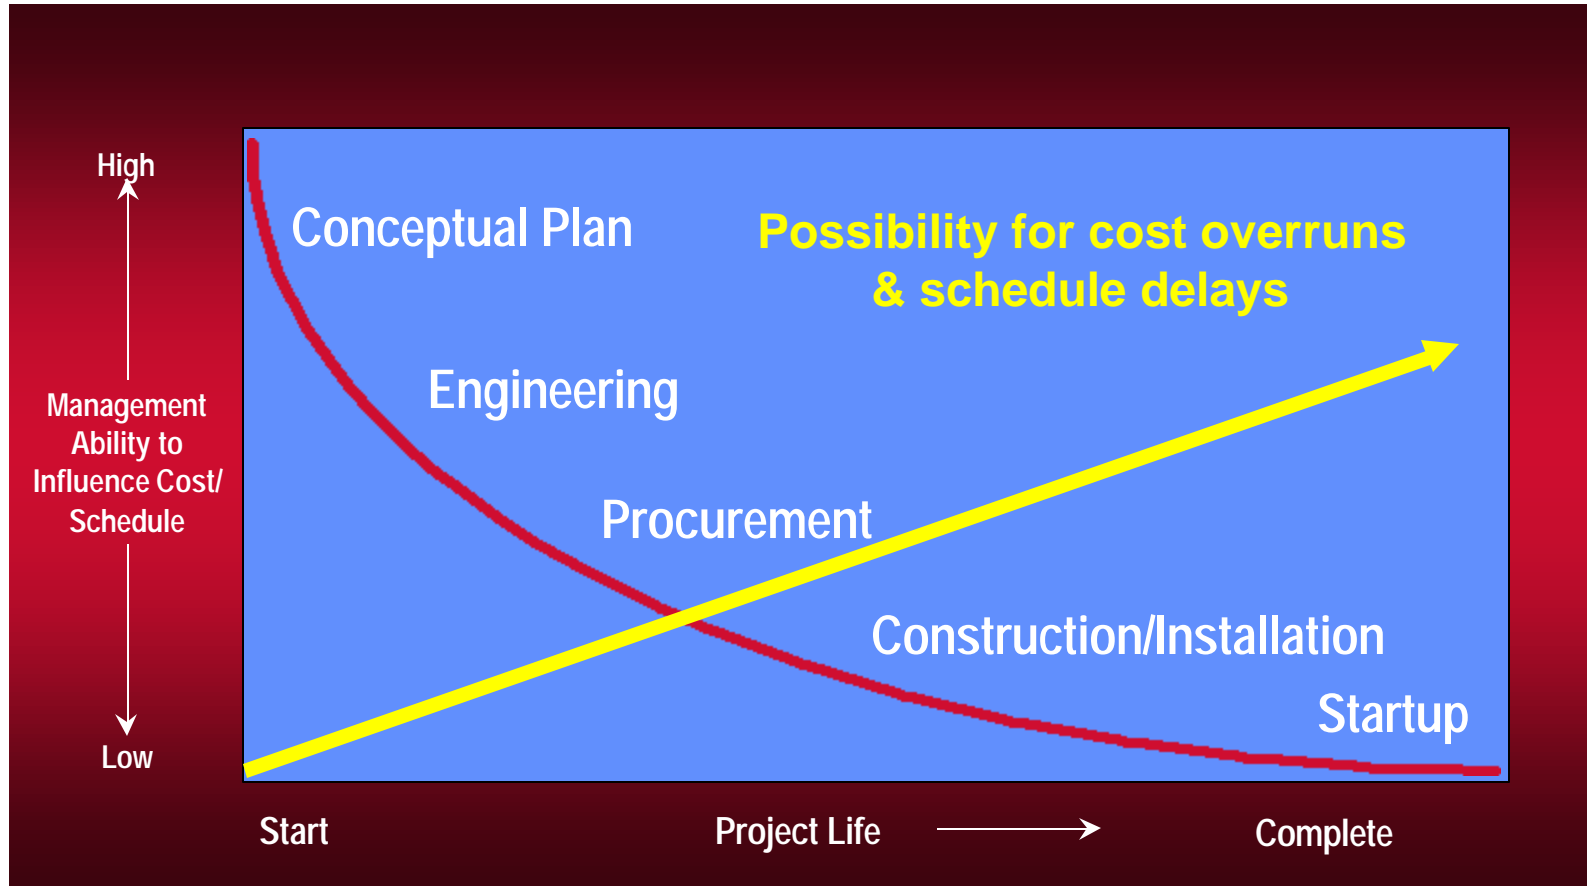 High
Conceptual Plan
Possibility for cost overruns
& schedule delays
Engineering
Management
Ability to
Influence Cost/
Schedule
Procurement
Construction/Installation
Startup
Low
Start
Project Life
Complete